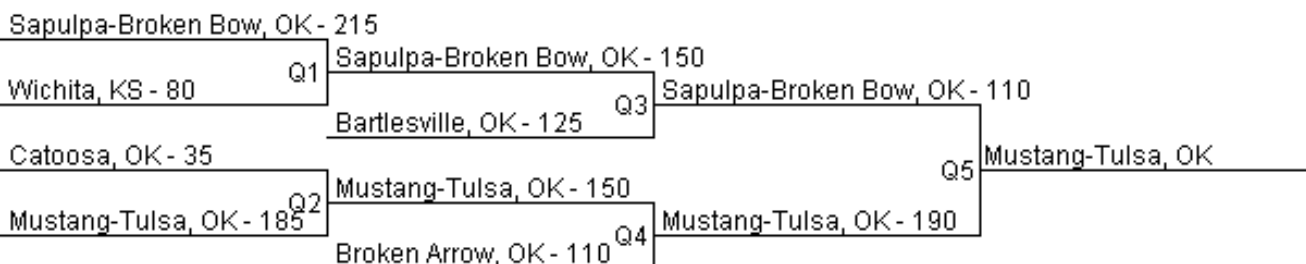 Sapulpa-Broken Bow, OK - 215
Sapulpa-Broken Bow, OK - 150
Q1
Wichita, KS - 80
Sapulpa-Broken Bow, OK - 110
Q3
Bartlesville, OK - 125
Catoosa, OK - 35
Mustang-Tulsa, OK
Q5
Mustang-Tulsa, OK - 150
Q2
Mustang-Tulsa, OK - 185
Mustang-Tulsa, OK - 190
Q4
Broken Arrow, OK - 110